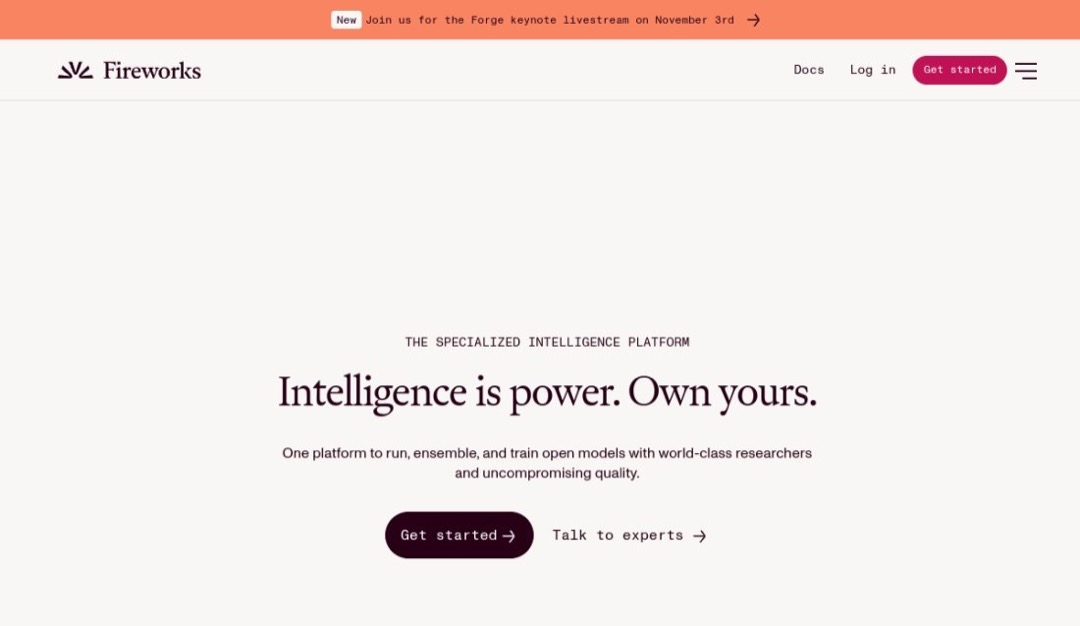 New Join us for the Forge keynote livestream on November 3rd
Fireworks
Docs
Log in
Get started
THE SPECIALIZED INTELLIGENCE PLATFORM
Intelligence is power. Own yours.
One platform to run, ensemble, and train open models with world-class researchers
and uncompromising quality.
Get started
Talk to experts